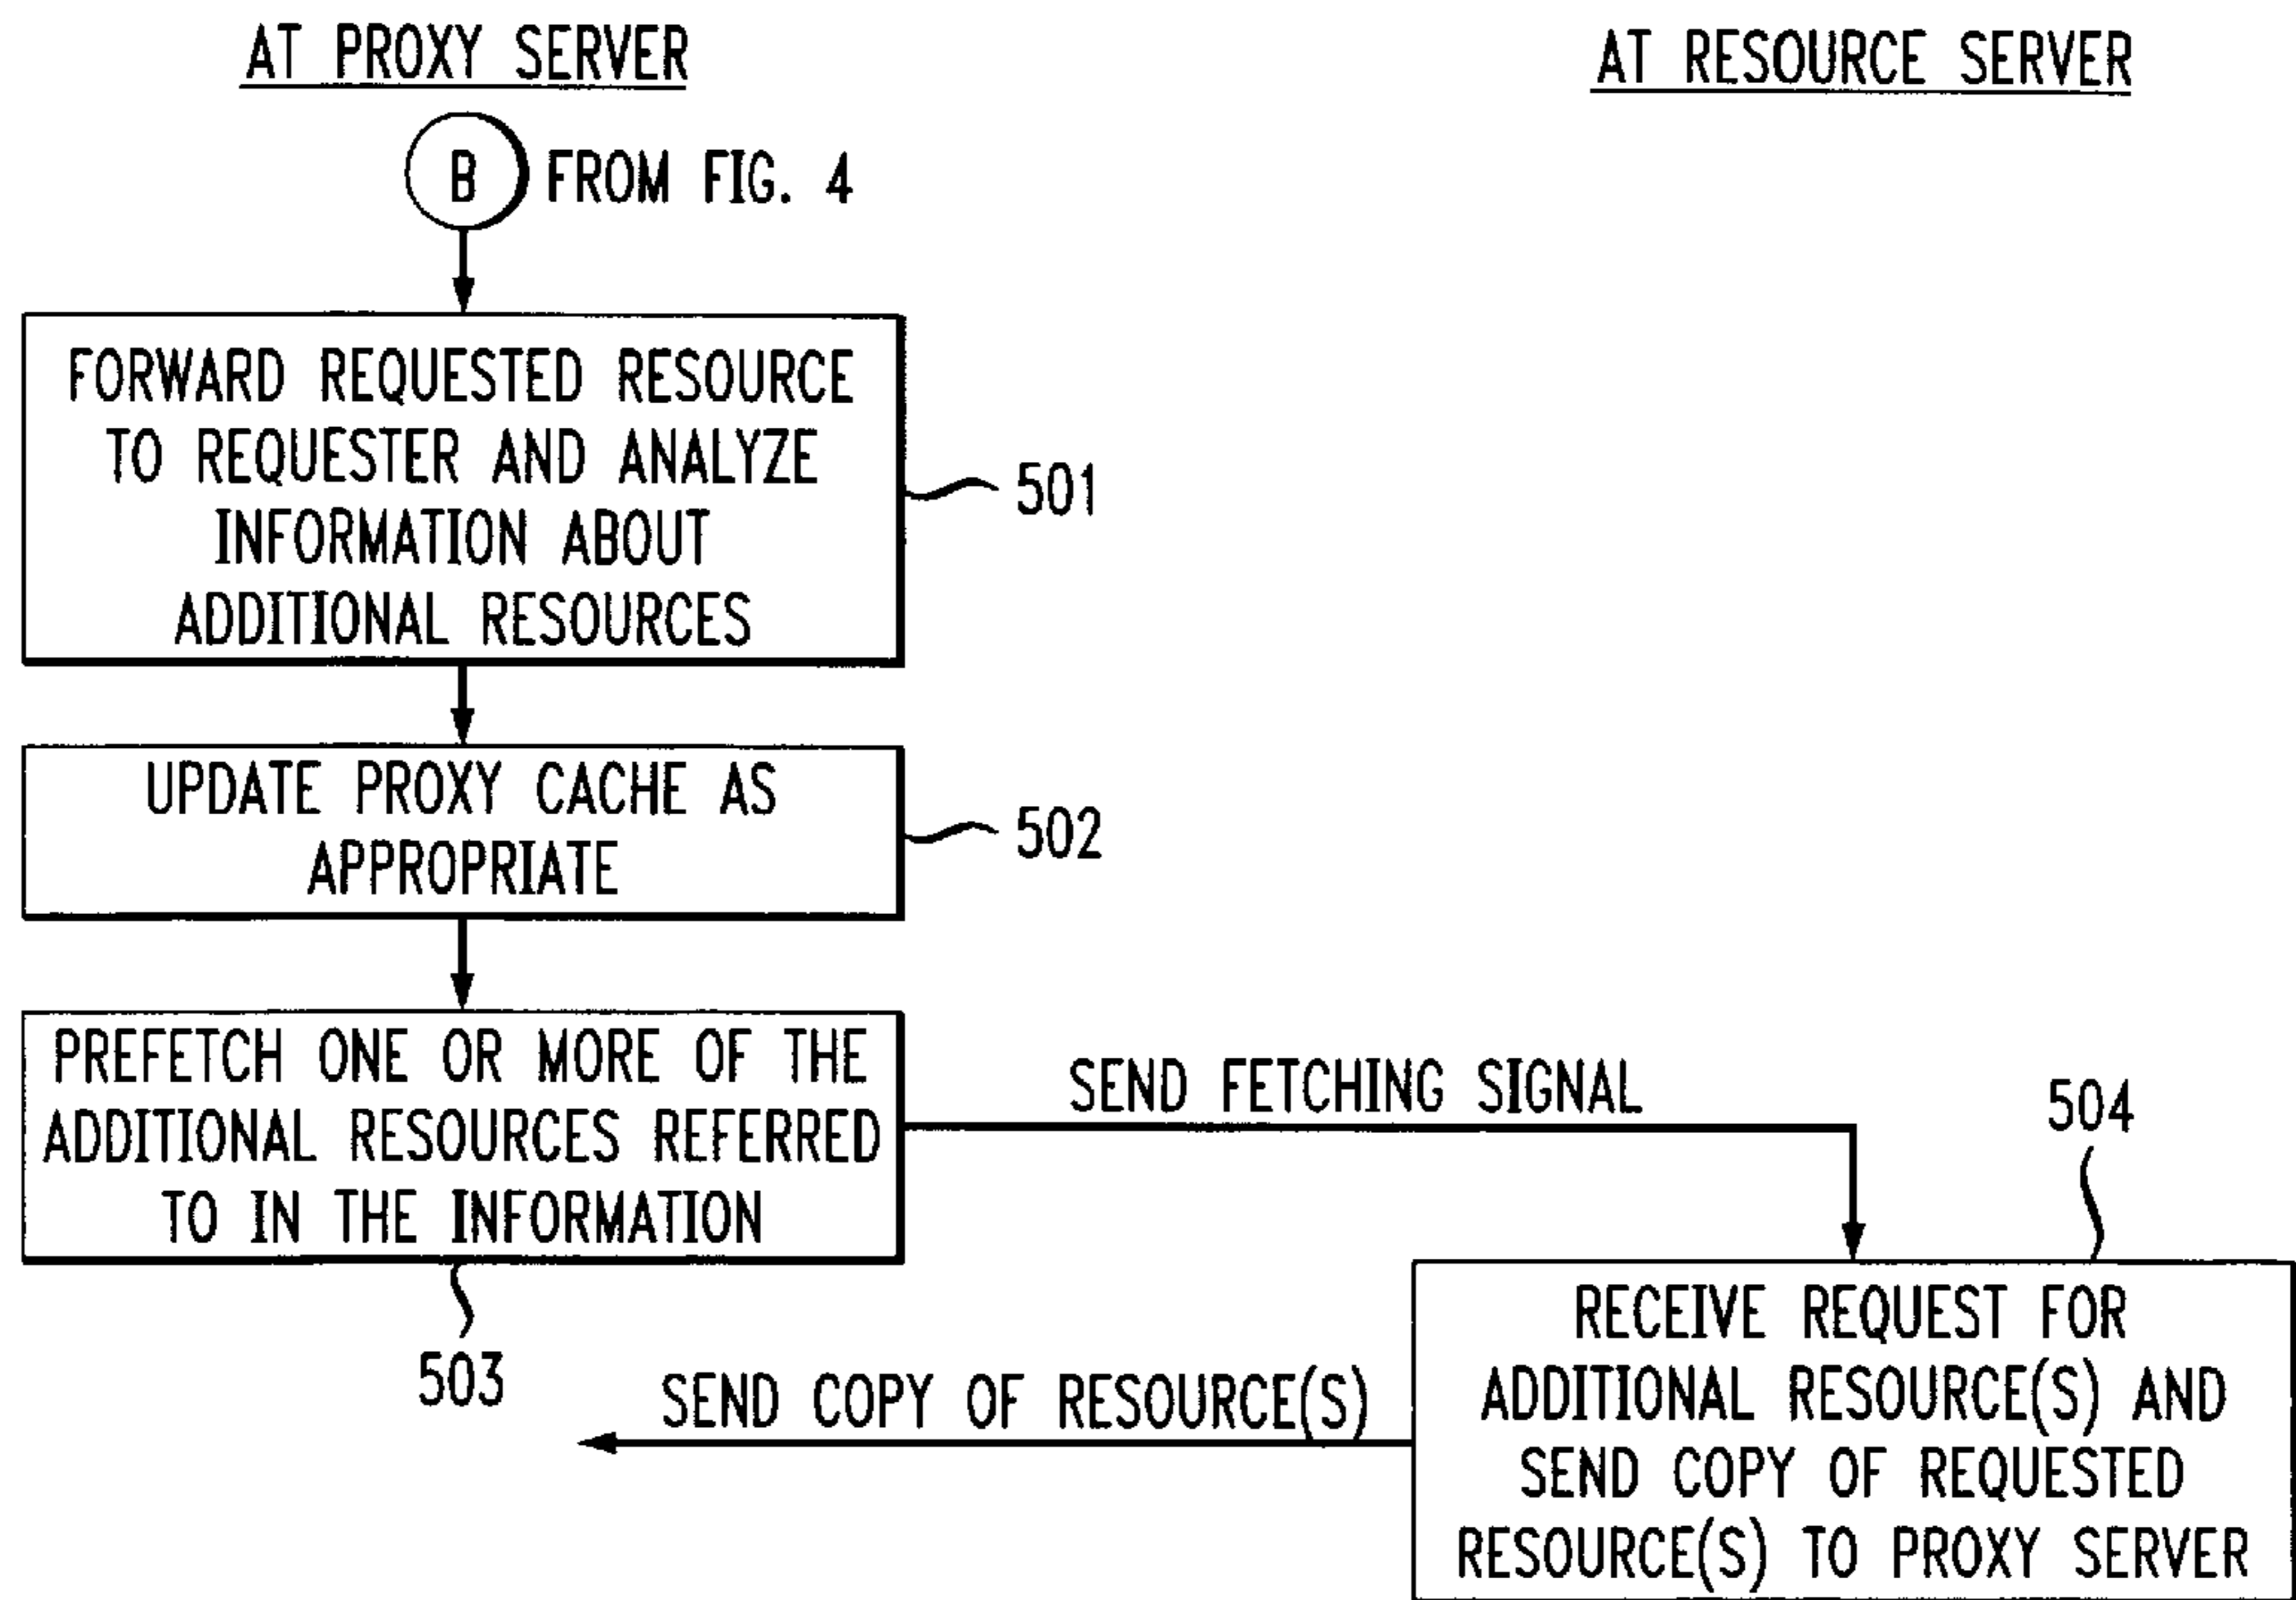 AT PROXY SERVER
AT RESOURCE SERVER
B FROM FIG. 4
FORWARD REQUESTED RESOURCE
TO REQUESTER AND ANALYZE
INFORMATION ABOUT
ADDITIONAL RESOURCES
501
UPDATE PROXY CACHE AS
APPROPRIATE
502
PREFETCH ONE OR MORE OF THE
ADDITIONAL RESOURCES REFERRED
TO IN THE INFORMATION
503
SEND FETCHING SIGNAL
504
RECEIVE REQUEST FOR
ADDITIONAL RESOURCE(S) AND
SEND COPY OF REQUESTED
RESOURCE(S) TO PROXY SERVER
SEND COPY OF RESOURCE(S)